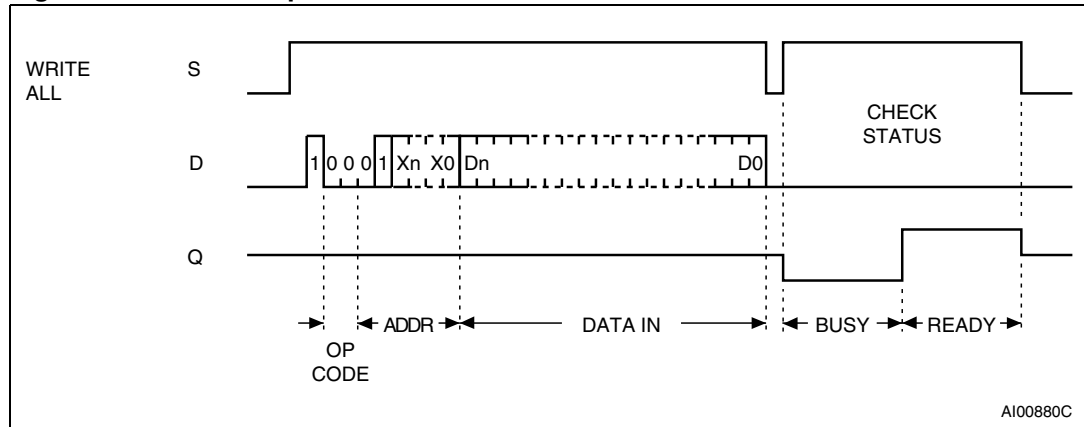 WRITE
ALL
S
CHECK
STATUS
D
1 0 0 0 1 Xn X0 Dn D0
Q
ADDR DATA IN BUSY READY
OP
CODE
AI00880C